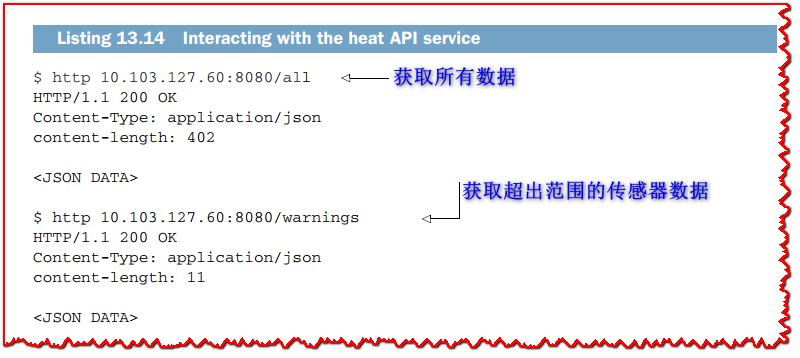 Listing 13.14 Interacting with the heat API service
$ http 10.103.127.60:8080/all 获取所有数据
HTTP/1.1 200 OK
Content-Type: application/json
content-length: 402
<JSON DATA>
获取超出范围的传感器数据
$ http 10.103.127.60:8080/warnings
HTTP/1.1 200 OK
Content-Type: application/json
content-length: 11
<JSON DATA>